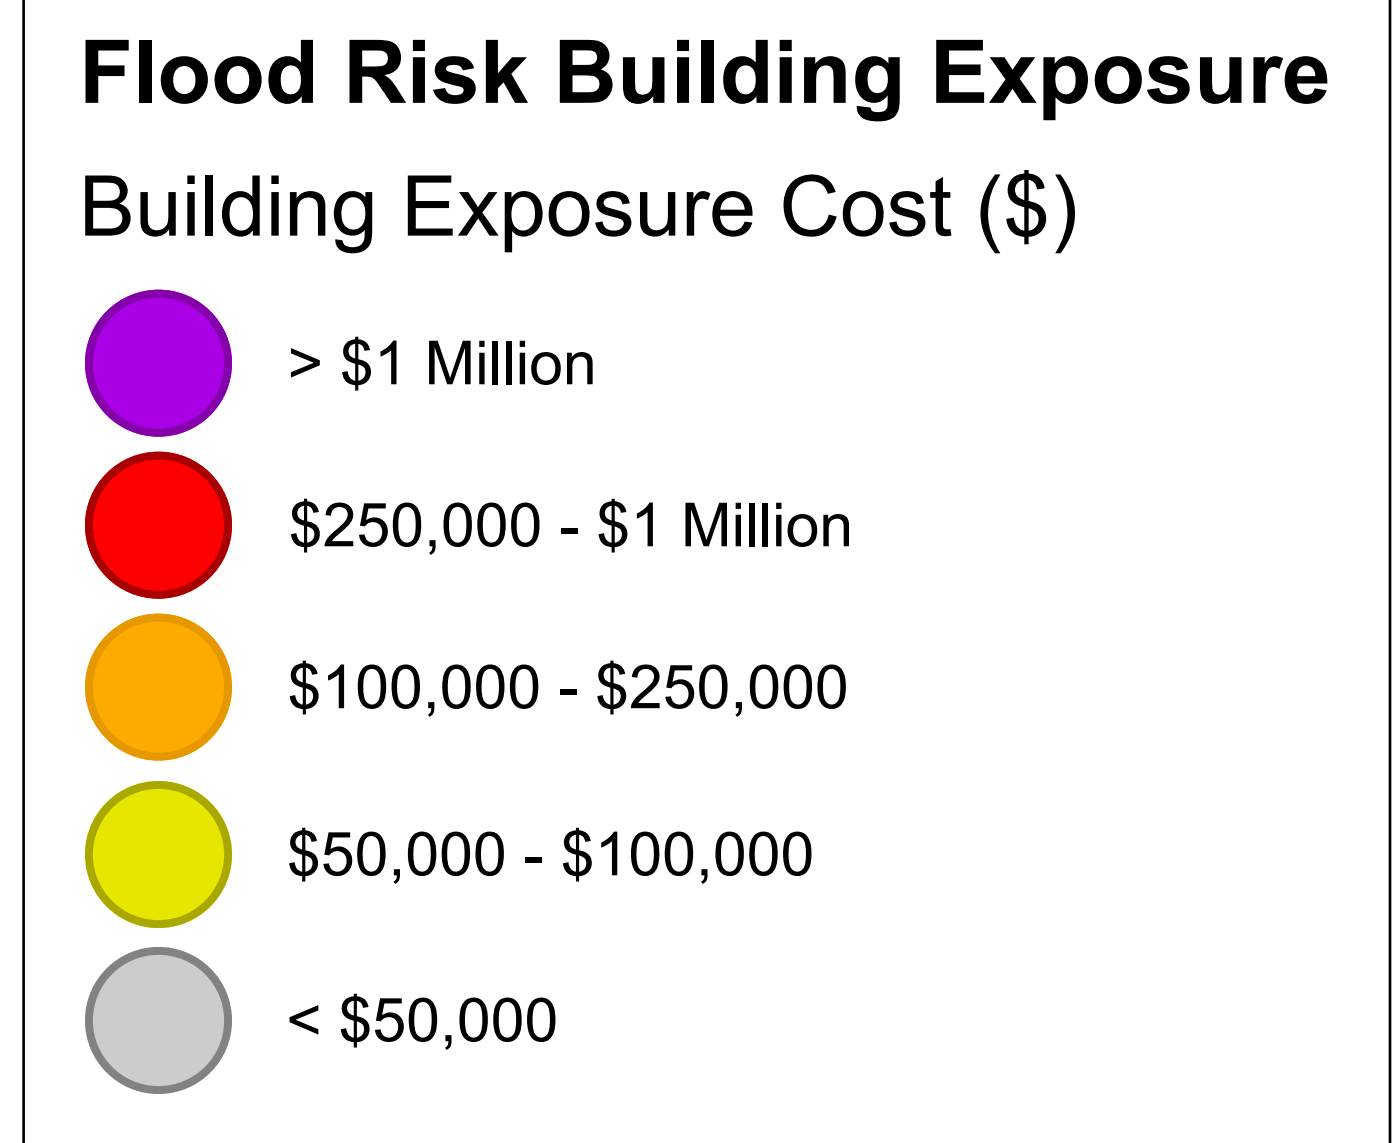 Flood Risk Building Exposure
Building Exposure Cost ($)
> $1 Million
$250,000 - $1 Million
$100,000 - $250,000
$50,000 - $100,000
< $50,000